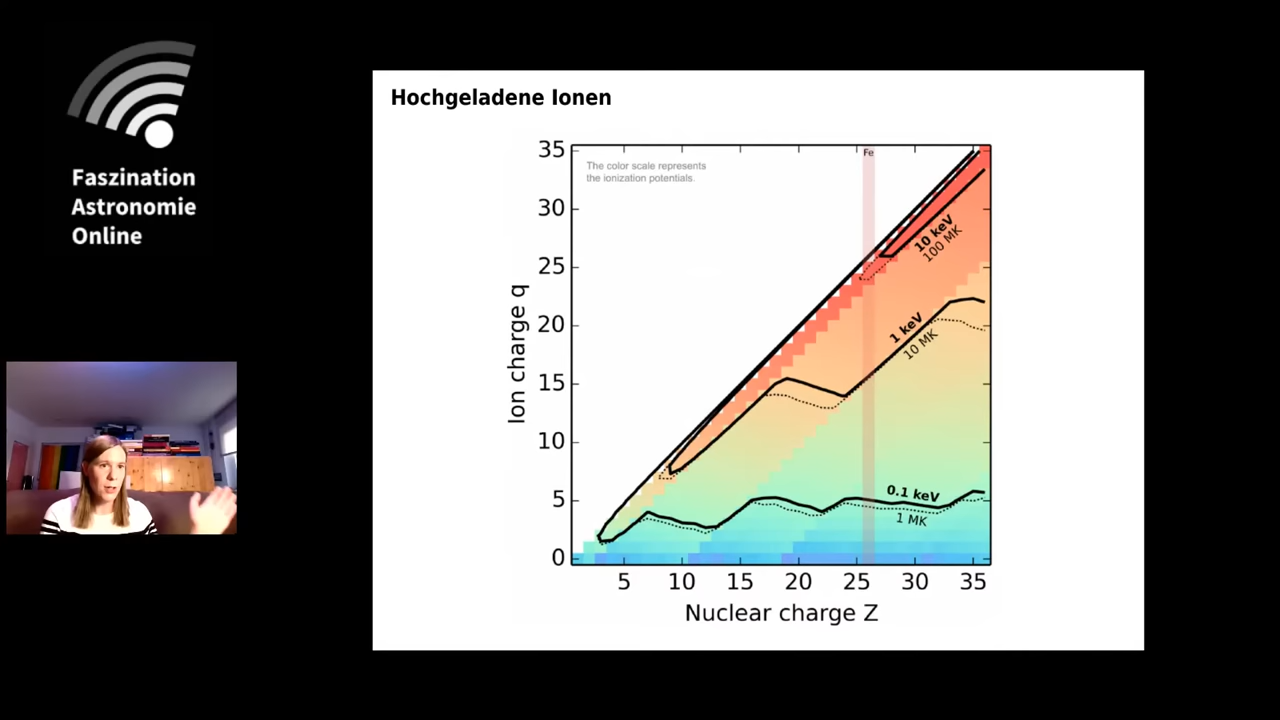 Faszination
Astronomie
Online
Hochgeladene Ionen
The color scale represents
the ionization potentials.
Fe
10 keV
100 MK
1 keV
10 MK
0.1 keV
1 MK
Ion charge q
35
30
25
20
15
10
5
0
5 10 15 20 25 30 35
Nuclear charge Z